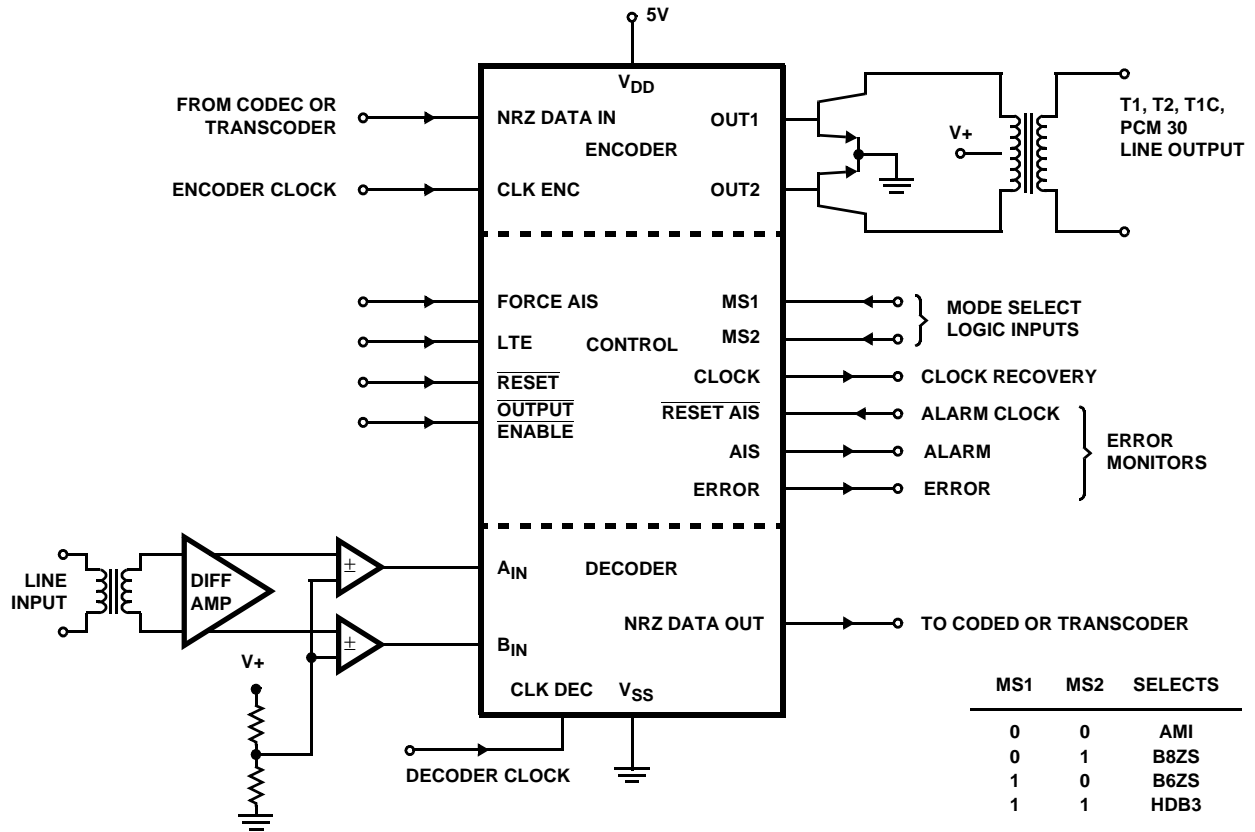 5V
V_DD
FROM CODEC OR
TRANSCODER
NRZ DATA IN
OUT1
ENCODER
ENCODER CLOCK
CLK ENC
OUT2
V+
T1, T2, T1C,
PCM 30
LINE OUTPUT
FORCE AIS
LTE
CONTROL
RESET
OUTPUT
ENABLE
MS1
MS2
MODE SELECT
LOGIC INPUTS
CLOCK
CLOCK RECOVERY
RESET AIS
ALARM CLOCK
AIS
ALARM
ERROR
ERROR
ERROR
MONITORS
LINE
INPUT
DIFF
AMP
±
±
V+
A_IN
DECODER
B_IN
NRZ DATA OUT
TO CODED OR TRANSCODER
CLK DEC
V_SS
DECODER CLOCK
MS1 MS2 SELECTS
0 0 AMI
0 1 B8ZS
1 0 B6ZS
1 1 HDB3